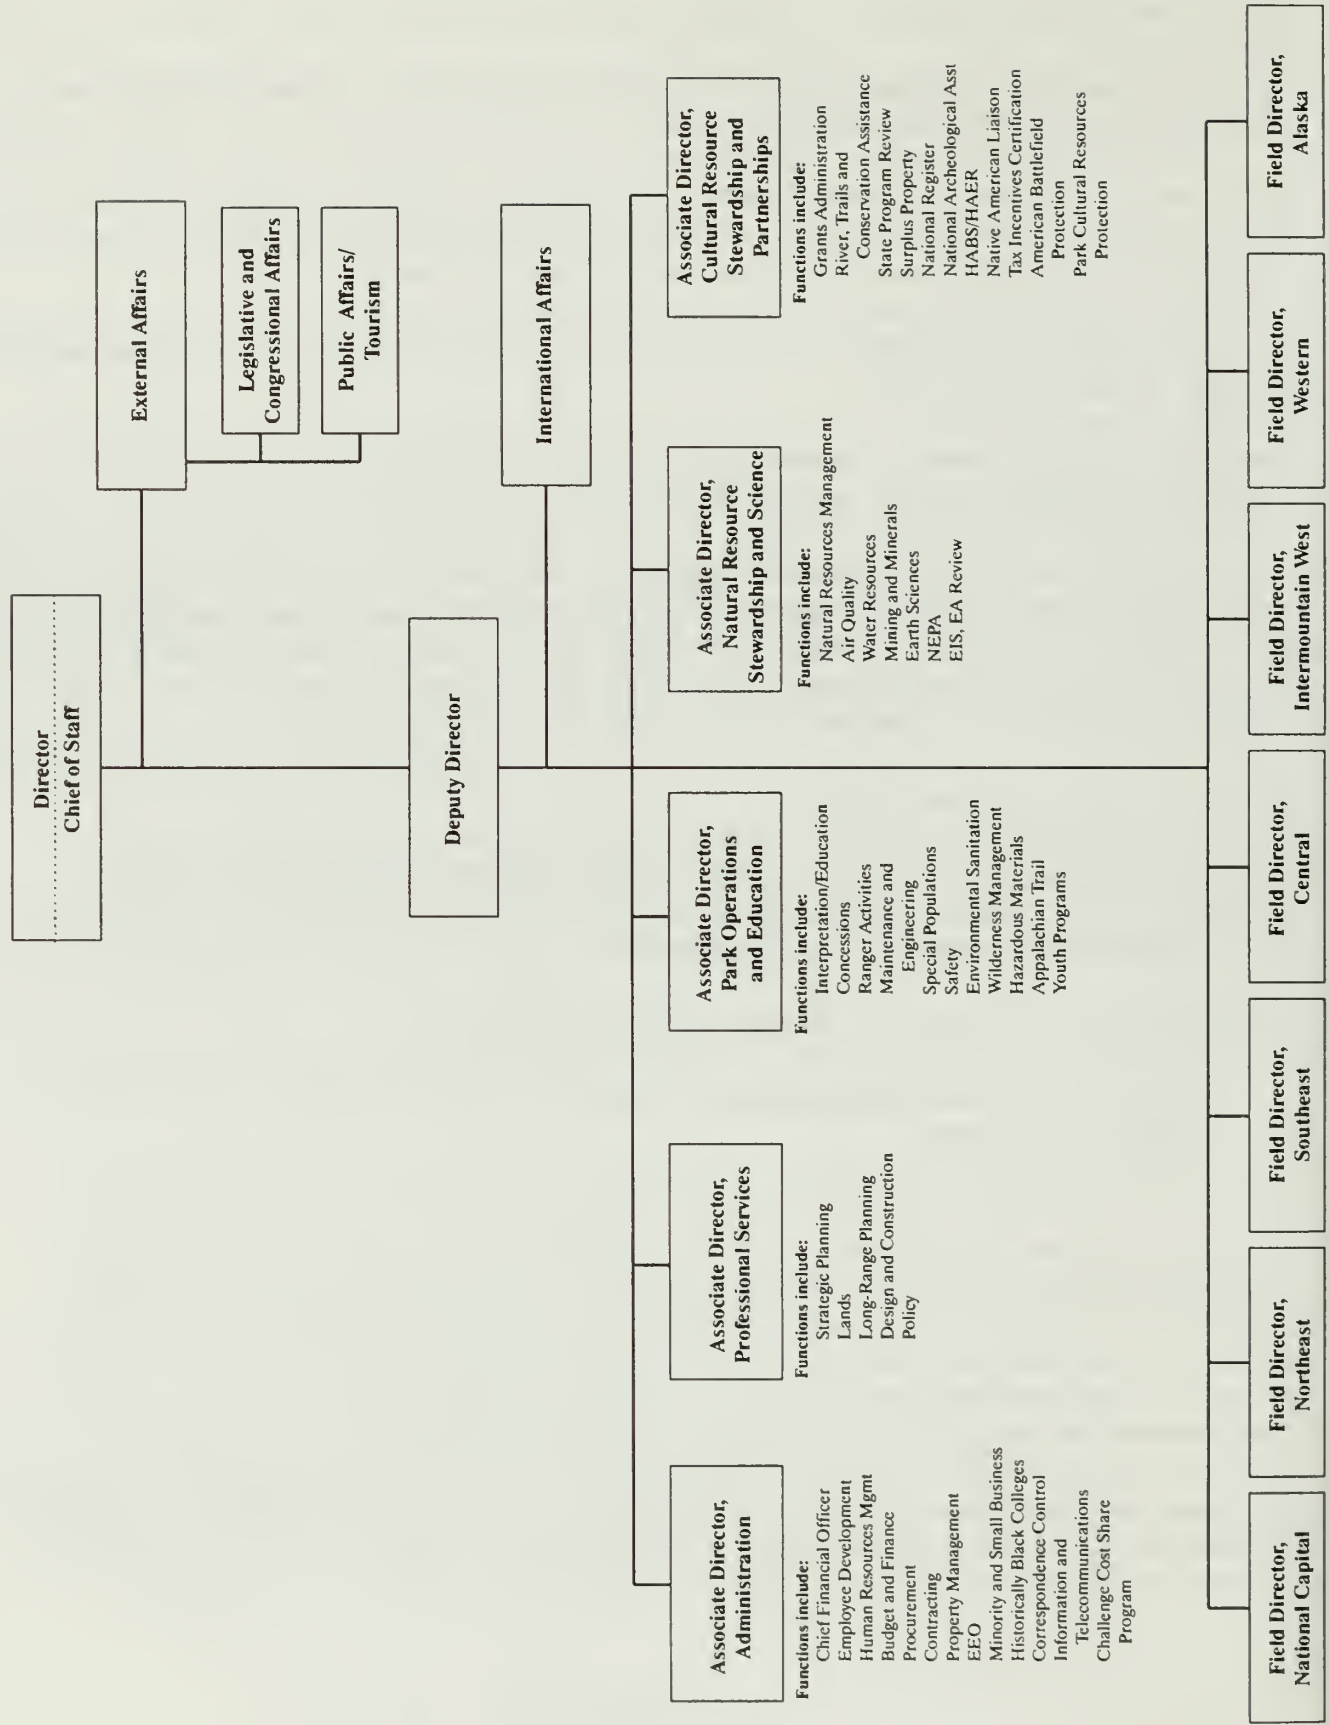 Director
Chief of Staff
External Affairs
Legislative and
Congressional Affairs
Public Affairs/
Tourism
Deputy Director
International Affairs
Associate Director,
Administration
Functions include:
Chief Financial Officer
Employee Development
Human Resources Mgmt
Budget and Finance
Procurement
Contracting
Property Management
EEO
Minority and Small Business
Historically Black Colleges
Correspondence Control
Information and
Telecommunications
Challenge Cost Share
Program
Associate Director,
Professional Services
Functions include:
Strategic Planning
Lands
Long-Range Planning
Design and Construction
Policy
Associate Director,
Park Operations
and Education
Functions include:
Interpretation/Education
Concessions
Ranger Activities
Maintenance and
Engineering
Special Populations
Safety
Environmental Sanitation
Wilderness Management
Hazardous Materials
Appalachian Trail
Youth Programs
Associate Director,
Natural Resource
Stewardship and Science
Functions include:
Natural Resources Management
Air Quality
Water Resources
Mining and Minerals
Earth Sciences
NEPA
EIS, EA Review
Associate Director,
Cultural Resource
Stewardship and
Partnerships
Functions include:
Grants Administration
River, Trails and
Conservation Assistance
State Program Review
Surplus Property
National Register
National Archeological Asst
HABS/HAER
Native American Liaison
Tax Incentives Certification
American Battlefield
Protection
Park Cultural Resources
Protection
Field Director,
National Capital
Field Director,
Northeast
Field Director,
Southeast
Field Director,
Central
Field Director,
Intermountain West
Field Director,
Western
Field Director,
Alaska